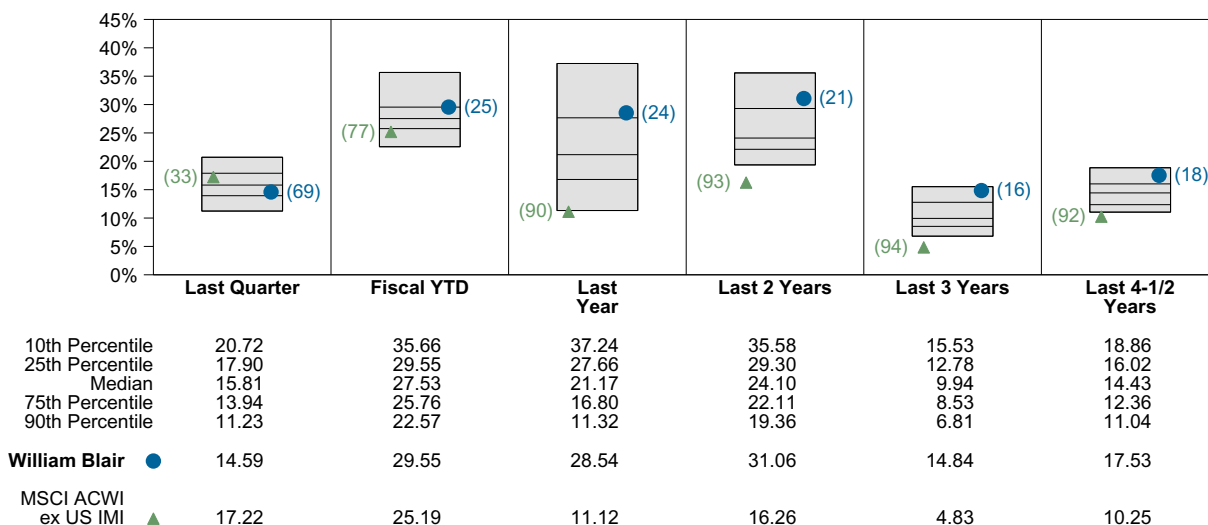 45%
40%
35%
30%
25%
20%
15%
10%
5%
0%
(33)
(69)
(77)
(25)
(90)
(24)
(93)
(21)
(94)
(16)
(92)
(18)
Last Quarter
Fiscal YTD
Last
Year
Last 2 Years
Last 3 Years
Last 4-1/2
Years
10th Percentile 20.72 35.66 37.24 35.58 15.53 18.86
25th Percentile 17.90 29.55 27.66 29.30 12.78 16.02
Median 15.81 27.53 21.17 24.10 9.94 14.43
75th Percentile 13.94 25.76 16.80 22.11 8.53 12.36
90th Percentile 11.23 22.57 11.32 19.36 6.81 11.04
William Blair 14.59 29.55 28.54 31.06 14.84 17.53
MSCI ACWI
ex US IMI 17.22 25.19 11.12 16.26 4.83 10.25